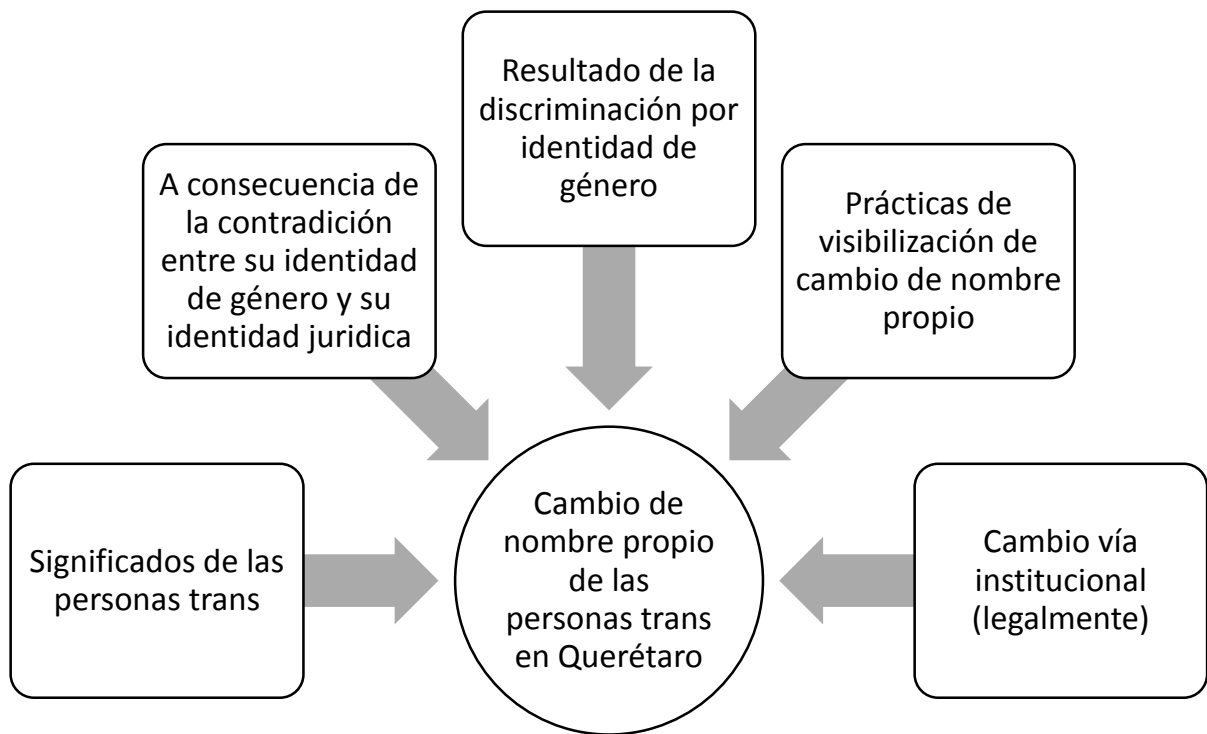 Resultado de la
discriminación por
identidad de
género
A consecuencia de
la contradición
entre su identidad
de género y su
identidad juridica
Prácticas de
visibilización de
cambio de nombre
propio
Significados de las
personas trans
Cambio de
nombre propio
de las
personas trans
en Querétaro
Cambio vía
institucional
(legalmente)